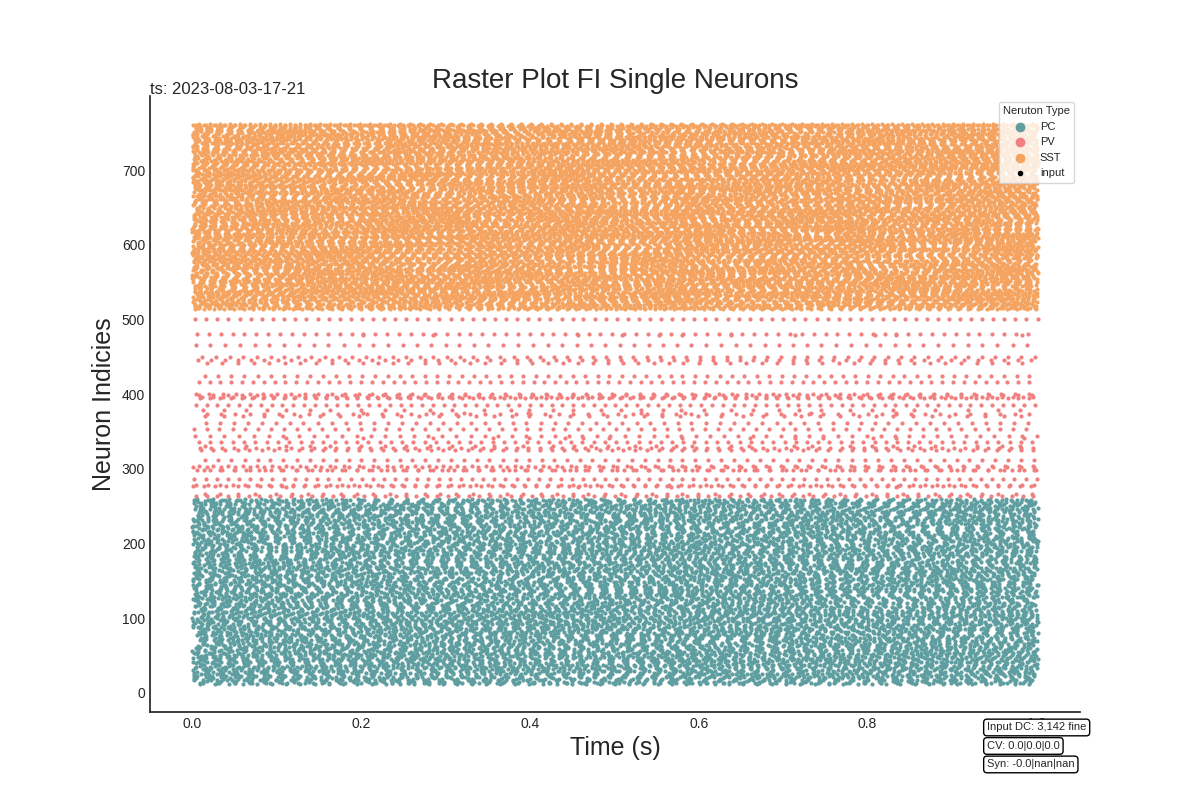 Raster Plot FI Single Neurons
ts: 2023-08-03-17-21
Neruton Type
PC
PV
SST
input
Neuron Indicies
700
600
500
400
300
200
100
0
0.0 0.2 0.4 0.6 0.8
Time (s)
Input DC: 3,142 fine
CV: 0.0|0.0|0.0
Syn: -0.0|nan|nan